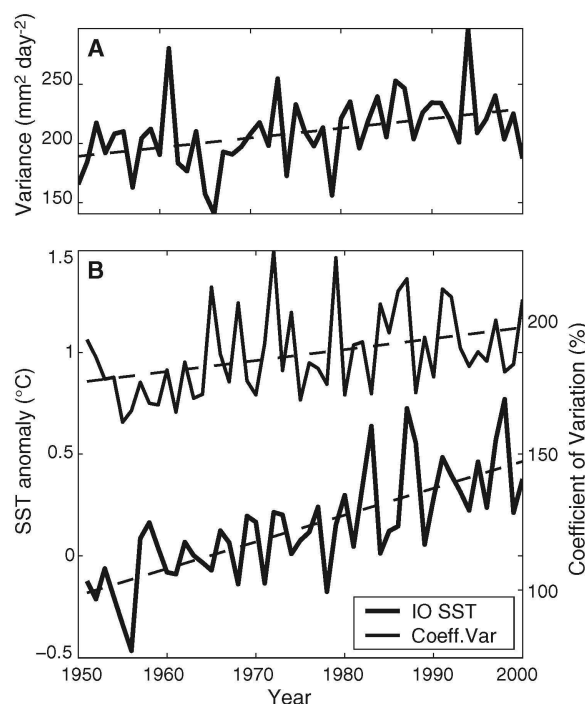 A
Variance (mm² day⁻²)
250
200
150
B
1.5
1
0.5
0
−0.5
SST anomaly (°C)
200
150
100
Coefficient of Variation (%)
IO SST
Coeff.Var
1950 1960 1970 1980 1990 2000
Year